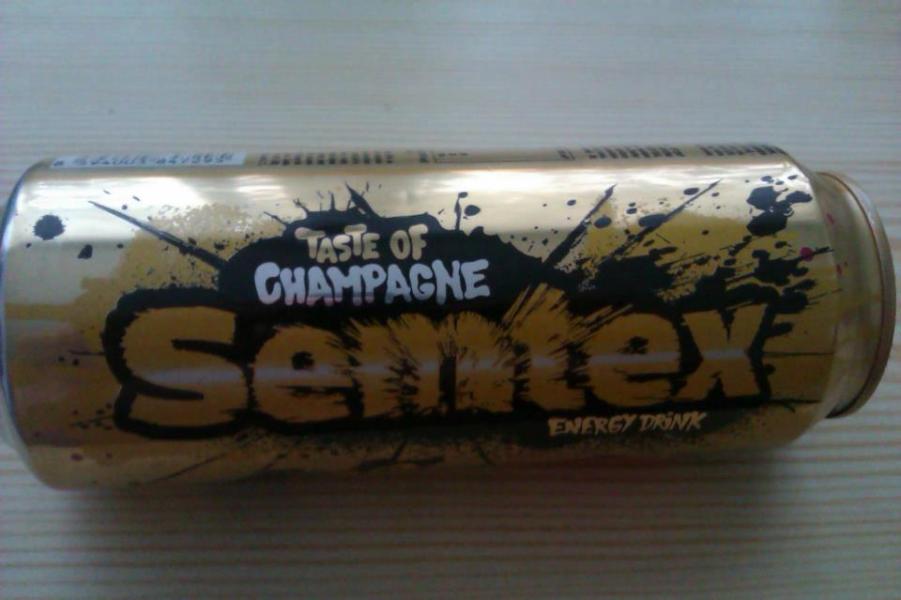 TASTE OF
CHAMPAGNE
Semtex
ENERGY DRiNK